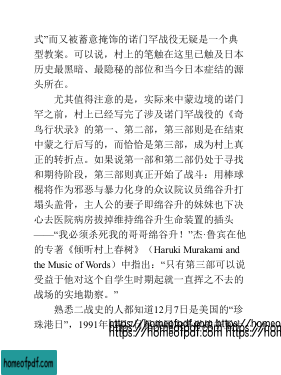 式”而又被蓄意掩饰的诺门罕战役无疑是一个典
型教案。可以说，村上的笔触在这里已触及日本
历史最黑暗、最隐秘的部位和当今日本症结的源
头所在。
尤其值得注意的是，实际来中蒙边境的诺门
罕之前，村上已经写完了涉及诺门罕战役的《奇
鸟行状录》的第一、第二部，第三部则是在结束
中蒙之行后写的，而恰恰是第三部，成为村上真
正的转折点。如果说第一部和第二部仍处于寻找
和期待阶段，第三部则真正开始了战斗：用棒球
棍将作为邪恶与暴力化身的众议院议员绵谷升打
塌头盖骨，主人公的妻子即绵谷升的妹妹也下决
心去医院病房拔掉维持绵谷升生命装置的插头
——“我必须杀死我的哥哥绵谷升！”杰·鲁宾在他
的专著《倾听村上春树》（Haruki Murakami and
the Music of Words）中指出：“只有第三部可以说
受益于他对这个自学生时期起就一直挥之不去的
战场的实地勘察。”
熟悉二战史的人都知道12月7日是美国的“珍
珠港日”，1991年
https://homeofpdf.com
homeofpdf.com